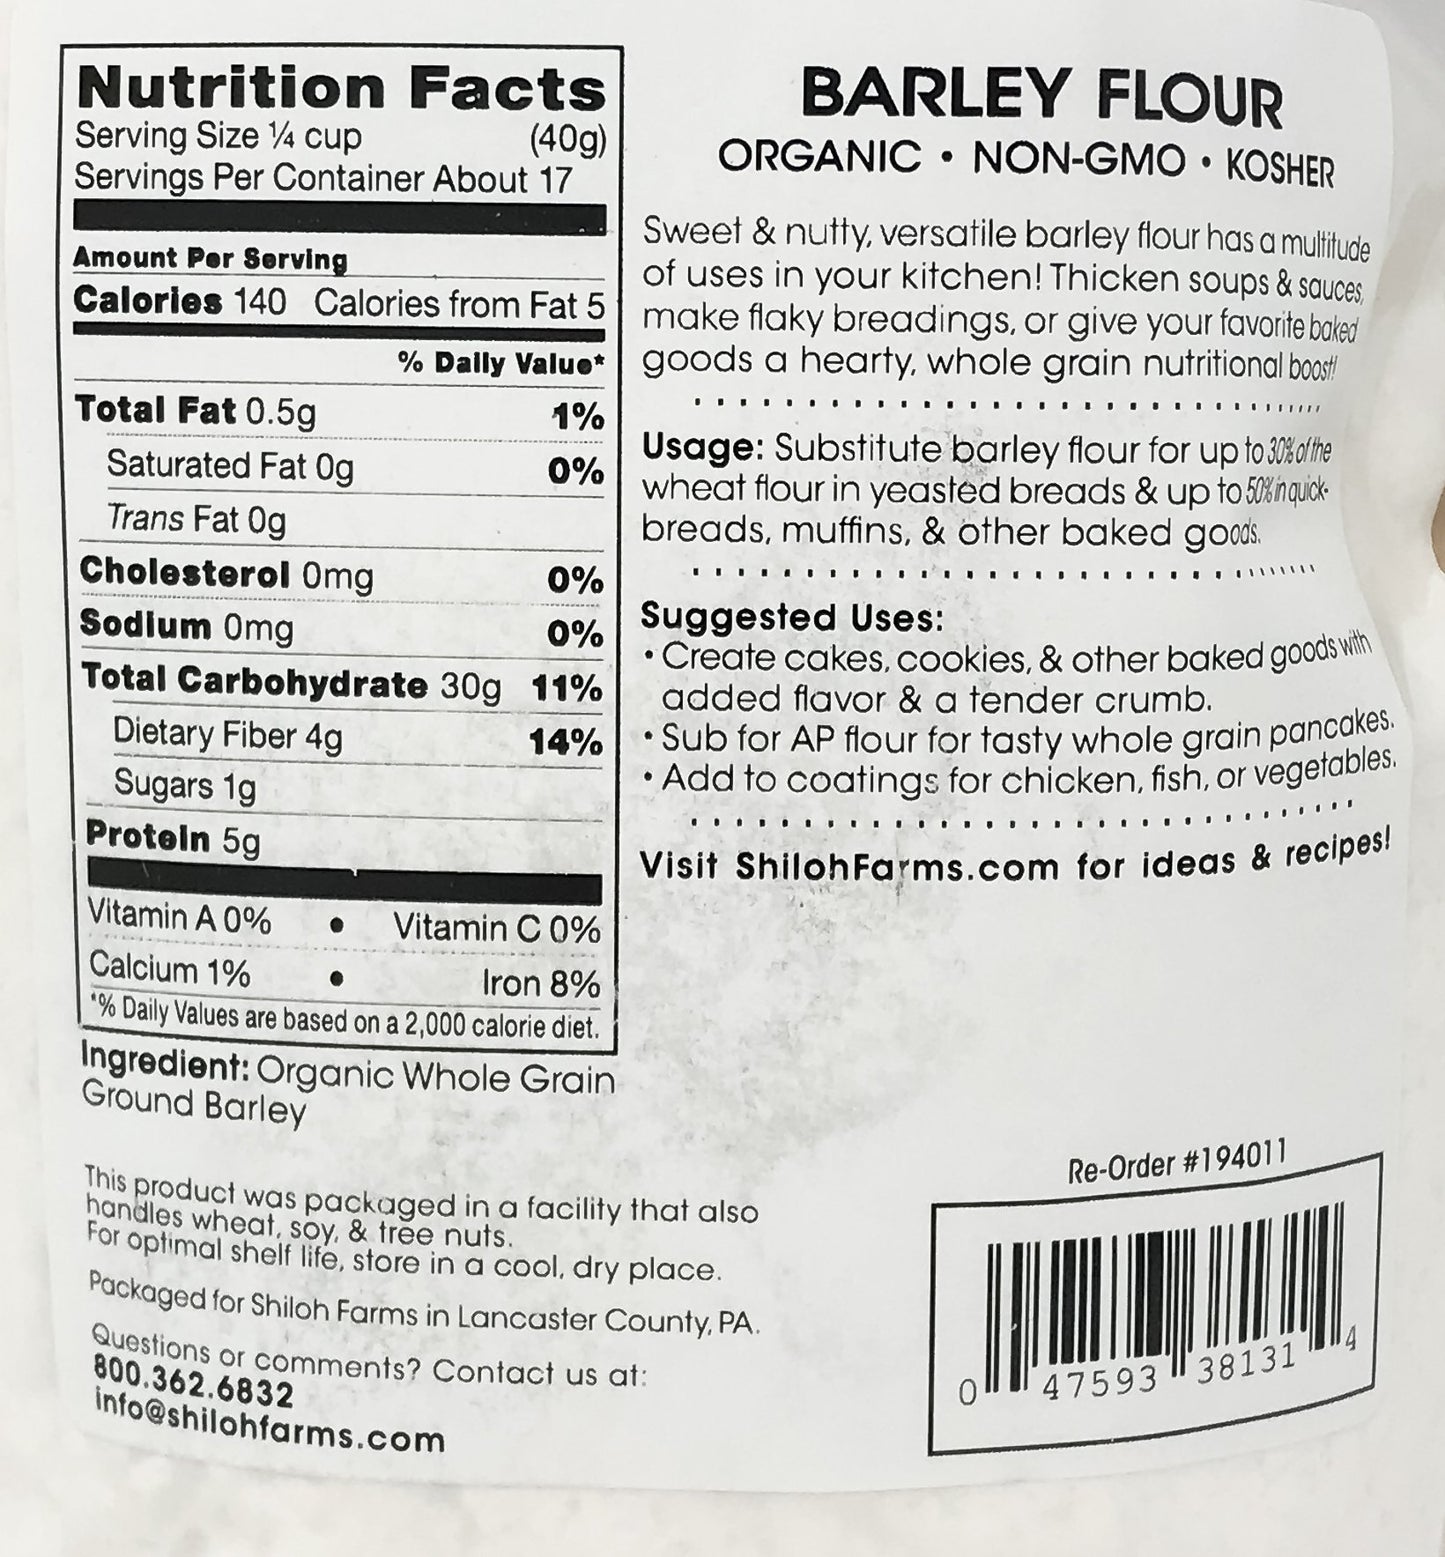 Nutrition Facts
Serving Size ¼ cup (40g)
Servings Per Container About 17
Amount Per Serving
Calories 140 Calories from Fat 5
% Daily Value*
Total Fat 0.5g 1%
Saturated Fat 0g 0%
Trans Fat 0g
Cholesterol 0mg 0%
Sodium 0mg 0%
Total Carbohydrate 30g 11%
Dietary Fiber 4g 14%
Sugars 1g
Protein 5g
Vitamin A 0% • Vitamin C 0%
Calcium 1% • Iron 8%
*% Daily Values are based on a 2,000 calorie diet.
Ingredient: Organic Whole Grain
Ground Barley
This product was packaged in a facility that also
handles wheat, soy, & tree nuts.
For optimal shelf life, store in a cool, dry place.
Packaged for Shiloh Farms in Lancaster County, PA.
Questions or comments? Contact us at:
800.362.6832
info@shilohfarms.com
BARLEY FLOUR
ORGANIC • NON-GMO • KOSHER
Sweet & nutty, versatile barley flour has a multitude
of uses in your kitchen! Thicken soups & sauces,
make flaky breadings, or give your favorite baked
goods a hearty, whole grain nutritional boost!
Usage: Substitute barley flour for up to 30% of the
wheat flour in yeasted breads & up to 50% in quick-
breads, muffins, & other baked goods.
Suggested Uses:
• Create cakes, cookies, & other baked goods with
added flavor & a tender crumb.
• Sub for AP flour for tasty whole grain pancakes.
• Add to coatings for chicken, fish, or vegetables.
Visit ShilohFarms.com for ideas & recipes!
Re-Order #194011
0 47593 38131 4